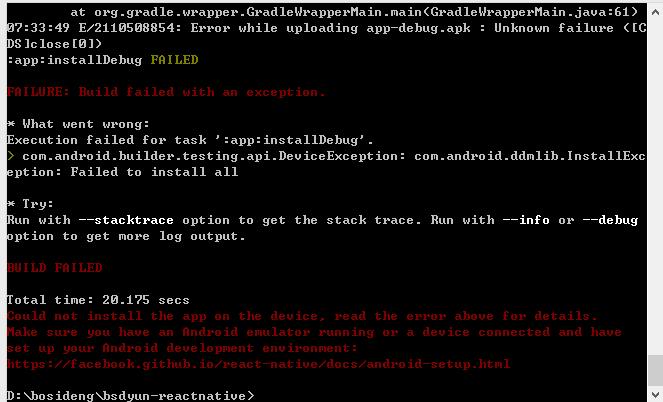 at org.gradle.wrapper.GradleWrapperMain.main(GradleWrapperMain.java:61)
07:33:49 E/2110508854: Error while uploading app-debug.apk : Unknown failure ([C
DS]close[0])
:app:installDebug FAILED
FAILURE: Build failed with an exception.
* What went wrong:
Execution failed for task ':app:installDebug'.
> com.android.builder.testing.api.DeviceException: com.android.ddmlib.InstallExc
eption: Failed to install all
* Try:
Run with --stacktrace option to get the stack trace. Run with --info or --debug
option to get more log output.
BUILD FAILED
Total time: 20.175 secs
Could not install the app on the device, read the error above for details.
Make sure you have an Android emulator running or a device connected and have
set up your Android development environment:
https://facebook.github.io/react-native/docs/android-setup.html
D:\bosideng\bsdyun-reactnative>